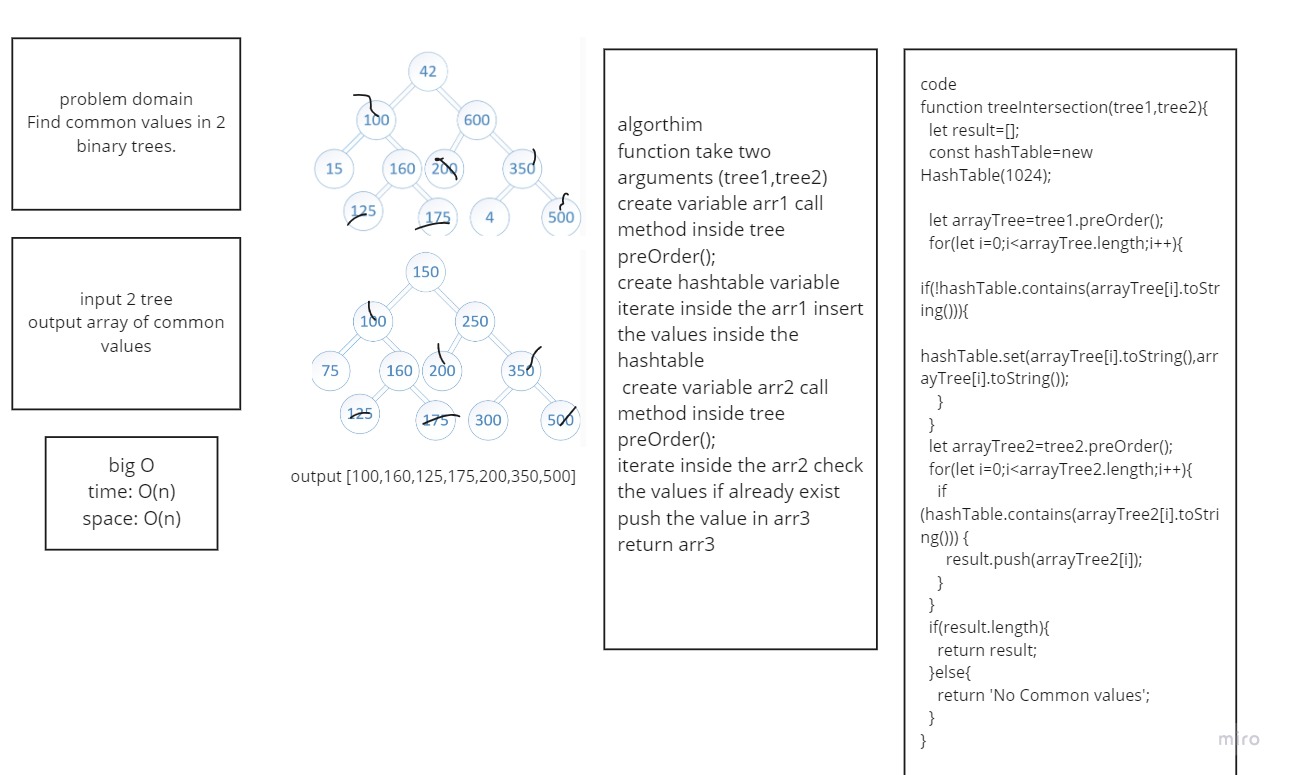 problem domain
Find common values in 2
binary trees.
input 2 tree
output array of common
values
big O
time: O(n)
space: O(n)
42
100 600
15 160 200 350
125 175 4 500
150
100 250
75 160 200 350
125 175 300 500
output [100,160,125,175,200,350,500]
algorthim
function take two
arguments (tree1,tree2)
create variable arr1 call
method inside tree
preOrder();
create hashtable variable
iterate inside the arr1 insert
the values inside the
hashtable
create variable arr2 call
method inside tree
preOrder();
iterate inside the arr2 check
the values if already exist
push the value in arr3
return arr3
code
function treeIntersection(tree1,tree2){
let result=[];
const hashTable=new
HashTable(1024);
let arrayTree=tree1.preOrder();
for(let i=0;i<arrayTree.length;i++){
if(!hashTable.contains(arrayTree[i].toStr
ing())){
hashTable.set(arrayTree[i].toString(),arr
ayTree[i].toString());
}
}
let arrayTree2=tree2.preOrder();
for(let i=0;i<arrayTree2.length;i++){
if
(hashTable.contains(arrayTree2[i].toStri
ng())) {
result.push(arrayTree2[i]);
}
}
if(result.length){
return result;
}else{
return 'No Common values';
}
}
miro